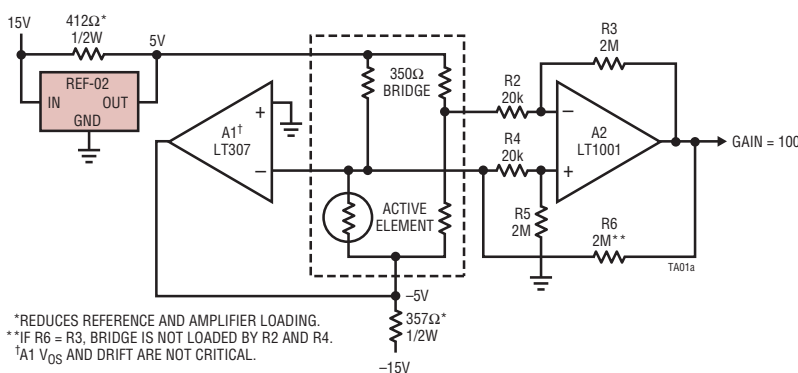 15V
412Ω*
1/2W
5V
REF-02
IN
OUT
GND
A1†
LT307
+
−
350Ω
BRIDGE
ACTIVE
ELEMENT
R2
20k
R4
20k
R3
2M
−
+
A2
LT1001
GAIN = 100
R5
2M
R6
2M**
TA01a
−5V
357Ω*
1/2W
−15V
*REDUCES REFERENCE AND AMPLIFIER LOADING.
**IF R6 = R3, BRIDGE IS NOT LOADED BY R2 AND R4.
†A1 VOS AND DRIFT ARE NOT CRITICAL.